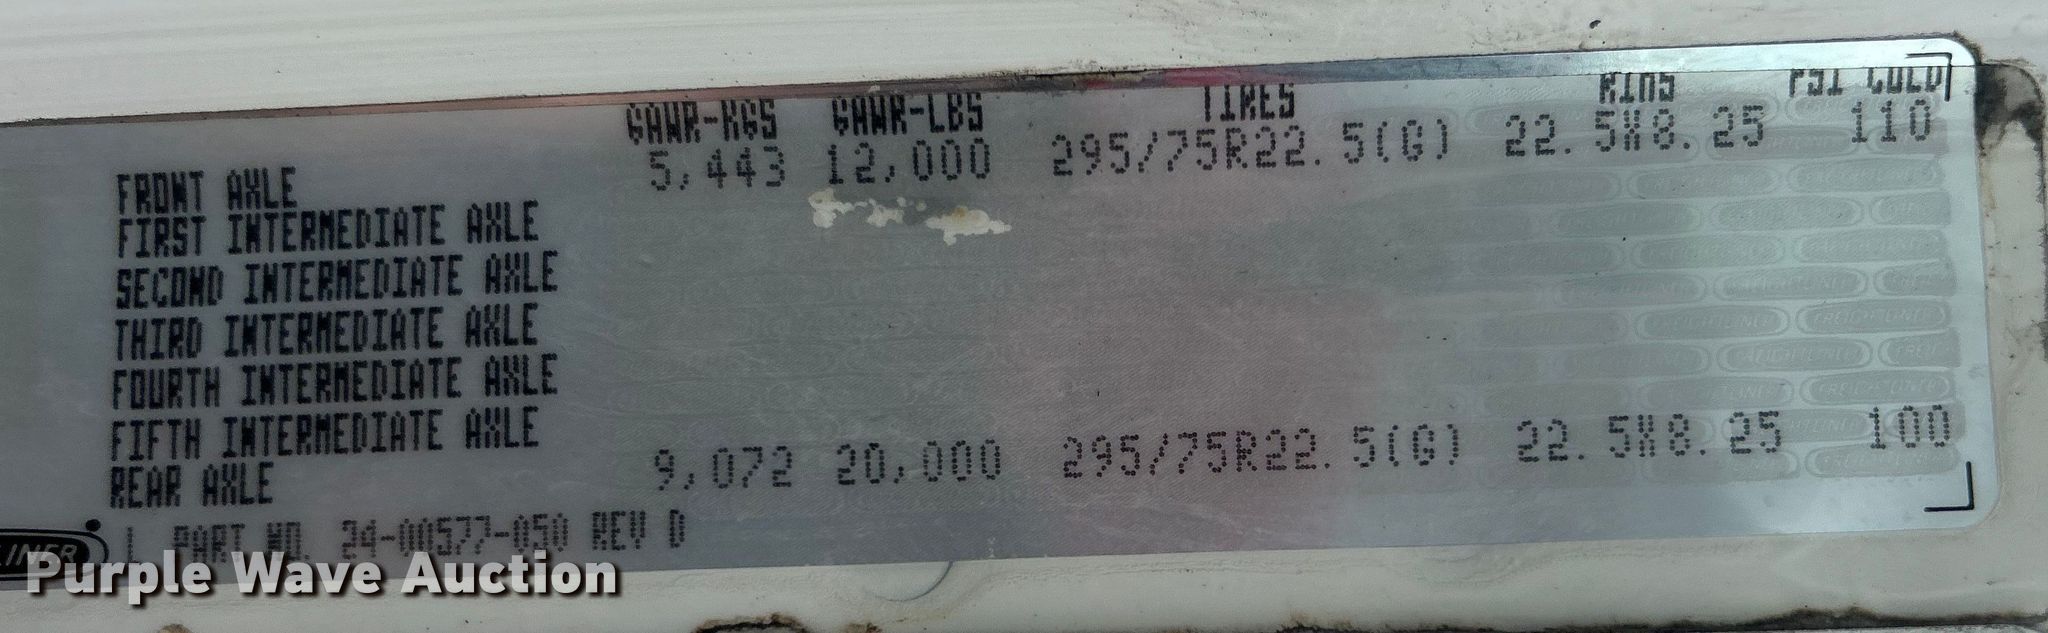 GAWR-KGS GAWR-LBS TIRES RIMS PSI COLD
FRONT AXLE 5,443 12,000 295/75R22.5(G) 22.5X8.25 110
FIRST INTERMEDIATE AXLE
SECOND INTERMEDIATE AXLE
THIRD INTERMEDIATE AXLE
FOURTH INTERMEDIATE AXLE
FIFTH INTERMEDIATE AXLE
REAR AXLE 9,072 20,000 295/75R22.5(G) 22.5X8.25 100
LINER L PART NO. 24-00577-050 REV D
Purple Wave Auction